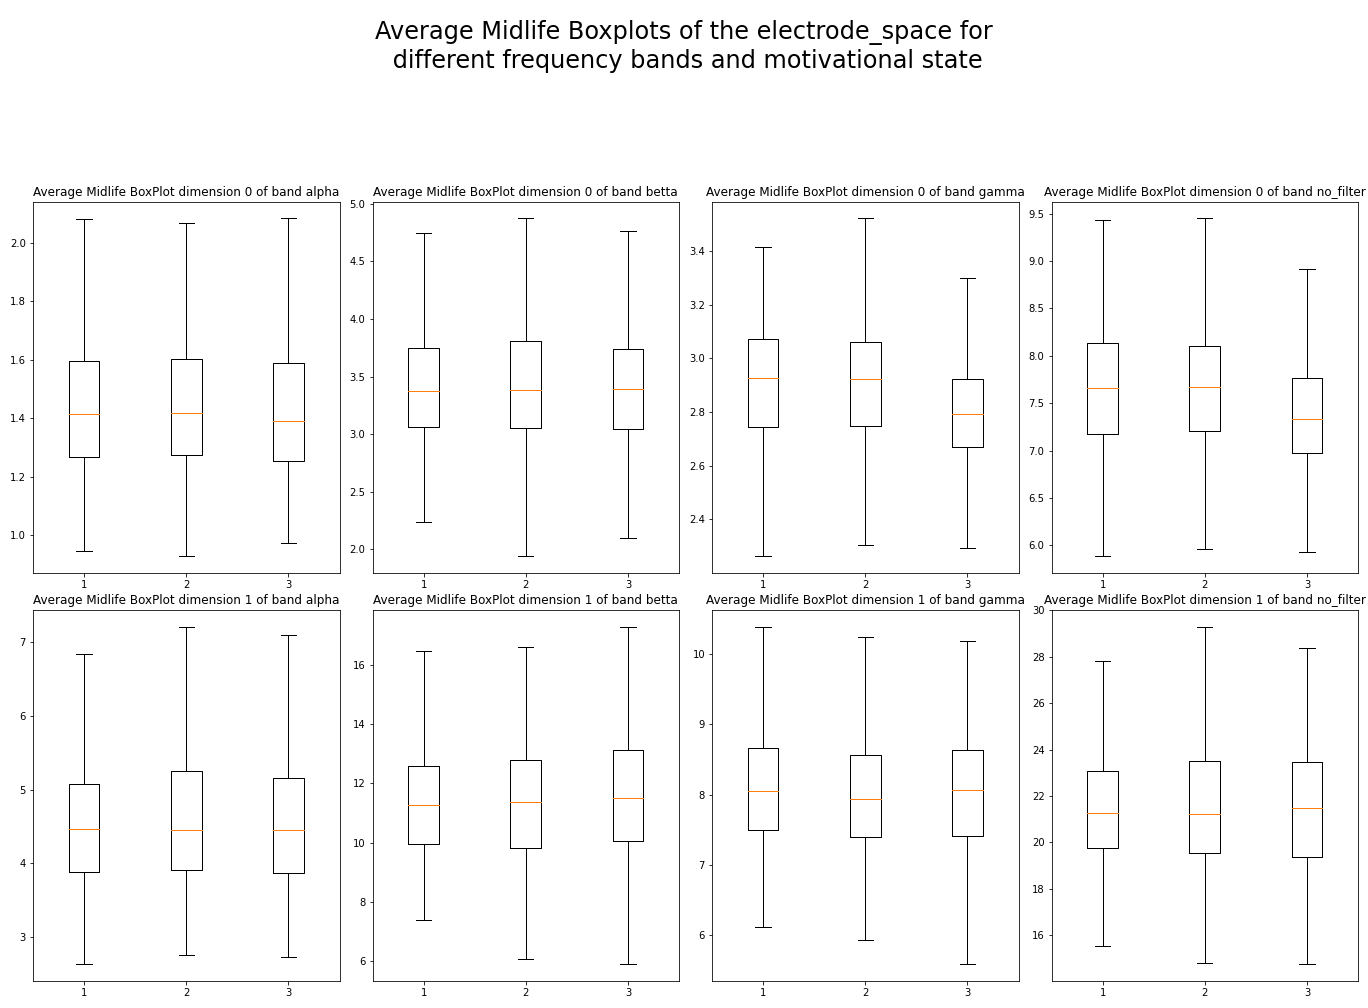 Average Midlife Boxplots of the electrode_space for
different frequency bands and motivational state
Average Midlife BoxPlot dimension 0 of band alpha
2.0
1.8
1.6
1.4
1.2
1.0
1 2 3
Average Midlife BoxPlot dimension 0 of band betta
5.0
4.5
4.0
3.5
3.0
2.5
2.0
1 2 3
Average Midlife BoxPlot dimension 0 of band gamma
3.4
3.2
3.0
2.8
2.6
2.4
1 2 3
Average Midlife BoxPlot dimension 0 of band no_filter
9.5
9.0
8.5
8.0
7.5
7.0
6.5
6.0
1 2 3
Average Midlife BoxPlot dimension 1 of band alpha
7
6
5
4
3
1 2 3
Average Midlife BoxPlot dimension 1 of band betta
16
14
12
10
8
6
1 2 3
Average Midlife BoxPlot dimension 1 of band gamma
10
9
8
7
6
1 2 3
Average Midlife BoxPlot dimension 1 of band no_filter
30
28
26
24
22
20
18
16
1 2 3